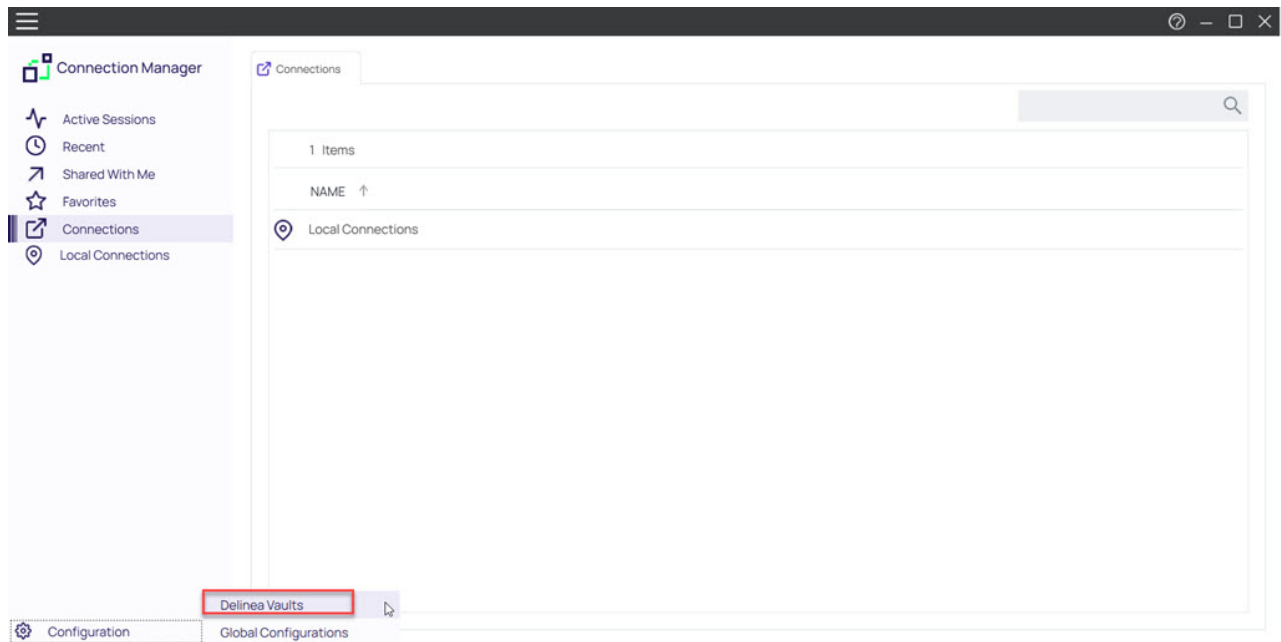 Connection Manager
Connections
Active Sessions
Recent
Shared With Me
Favorites
Connections
Local Connections
1 Items
NAME
Local Connections
Delinea Vaults
Configuration
Global Configurations